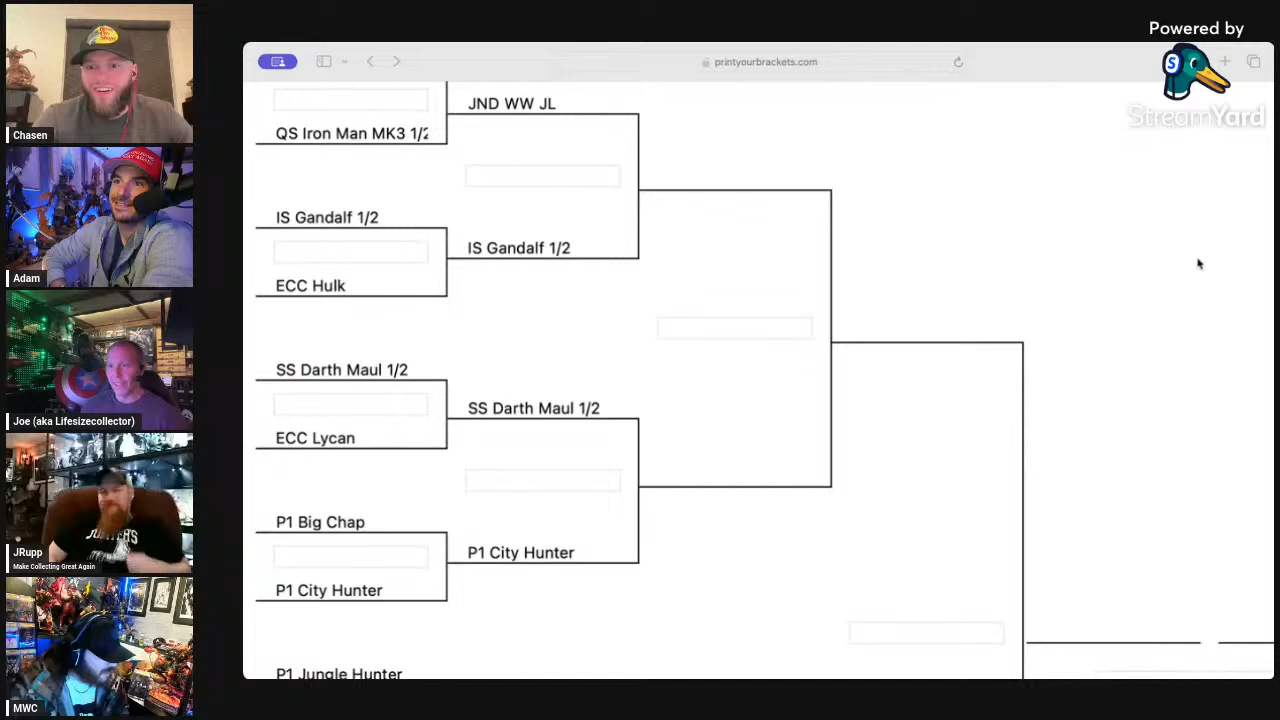 Powered by
StreamYard
S
printyourbrackets.com
JND WW JL
QS Iron Man MK3 1/2
IS Gandalf 1/2
IS Gandalf 1/2
ECC Hulk
SS Darth Maul 1/2
SS Darth Maul 1/2
ECC Lycan
P1 Big Chap
P1 City Hunter
P1 City Hunter
P1 Jungle Hunter
Chasen
Adam
Joe (aka Lifesizecollector)
JRupp
Make Collecting Great Again
MWC